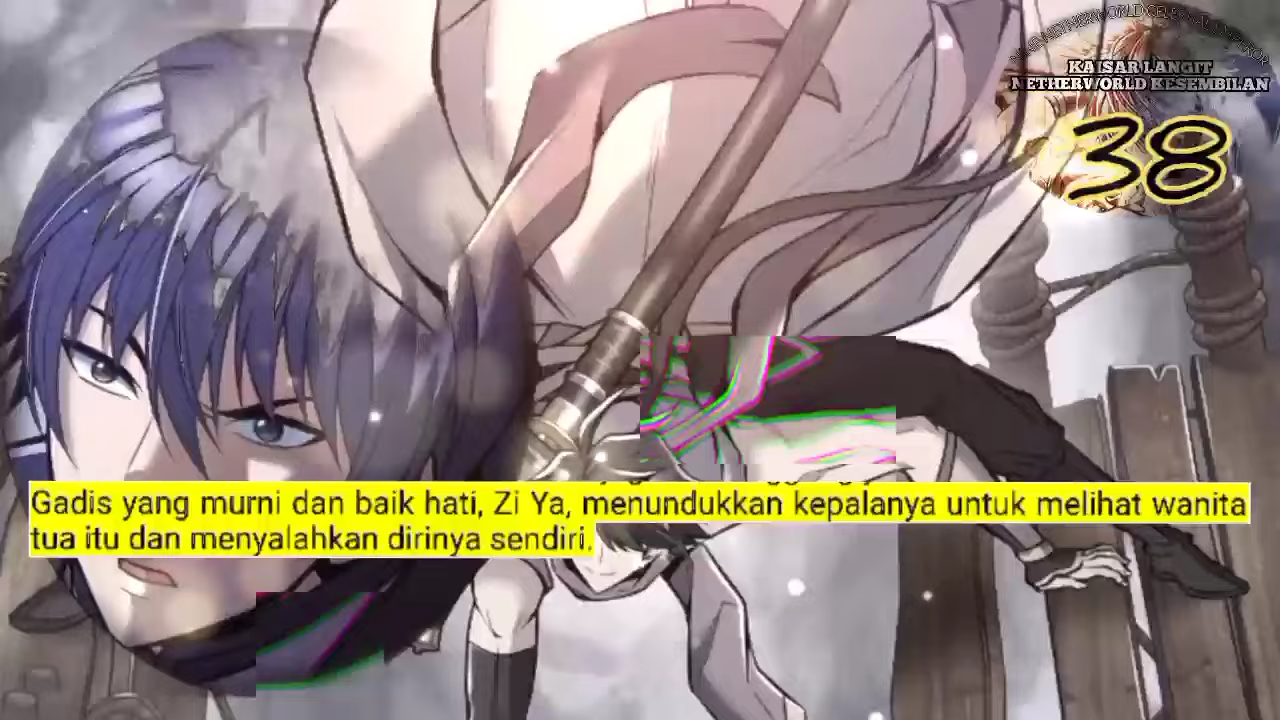 KAISAR LANGIT
NETHERWORLD KESEMBILAN
38
Gadis yang murni dan baik hati, Zi Ya, menundukkan kepalanya untuk melihat wanita
tua itu dan menyalahkan dirinya sendiri.